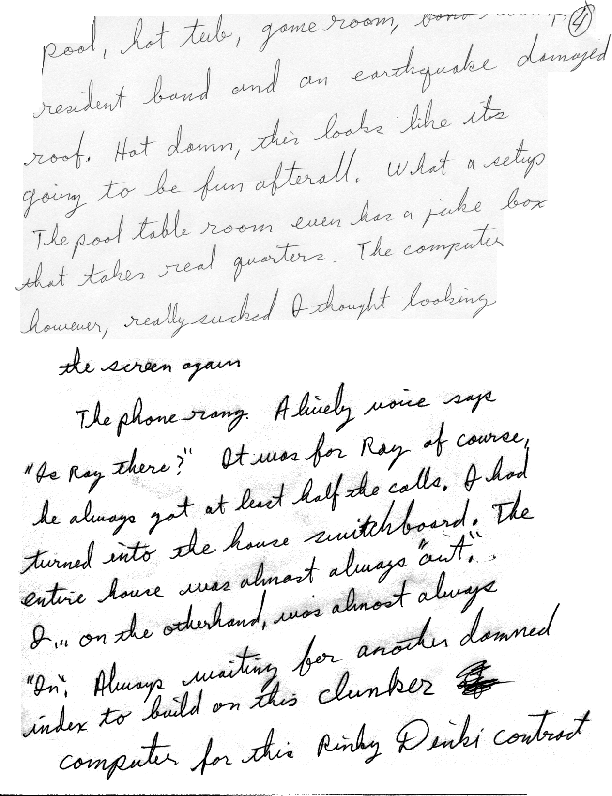 ④
pool, hot tub, game room,
resident band and an earthquake damaged
roof. Hot damn, this looks like its
going to be fun afterall. What a setup
The pool table room even has a juke box
that takes real quarters. The computer
however, really sucked I thought looking
the screen again
The phone rang. A lively voice says
"Is Ray there?" It was for Ray of course,
he always got at least half the calls. I had
turned into the house switchboard. The
entire house was almost always "out".
I... on the otherhand, was almost always
"In". Always waiting for another damned
index to build on this clunker
computer for this Rinky Dinki contract